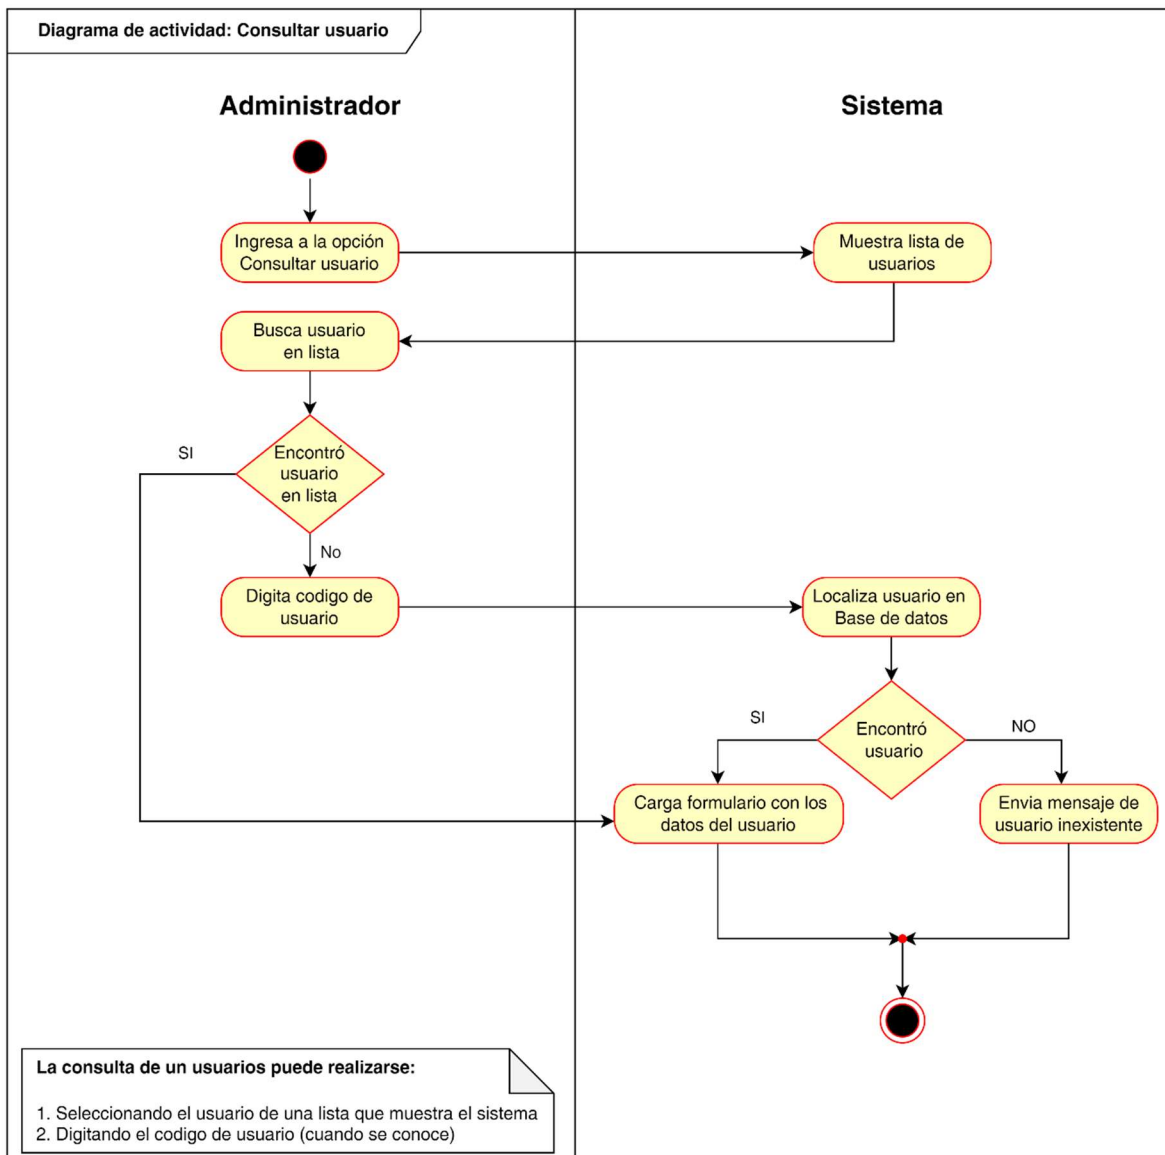 Diagrama de actividad: Consultar usuario
Administrador
Sistema
Ingresa a la opción
Consultar usuario
Muestra lista de
usuarios
Busca usuario
en lista
SI
Encontró
usuario
en lista
No
Digita codigo de
usuario
Localiza usuario en
Base de datos
SI
Encontró
usuario
NO
Carga formulario con los
datos del usuario
Envia mensaje de
usuario inexistente
La consulta de un usuarios puede realizarse:
1. Seleccionando el usuario de una lista que muestra el sistema
2. Digitando el codigo de usuario (cuando se conoce)